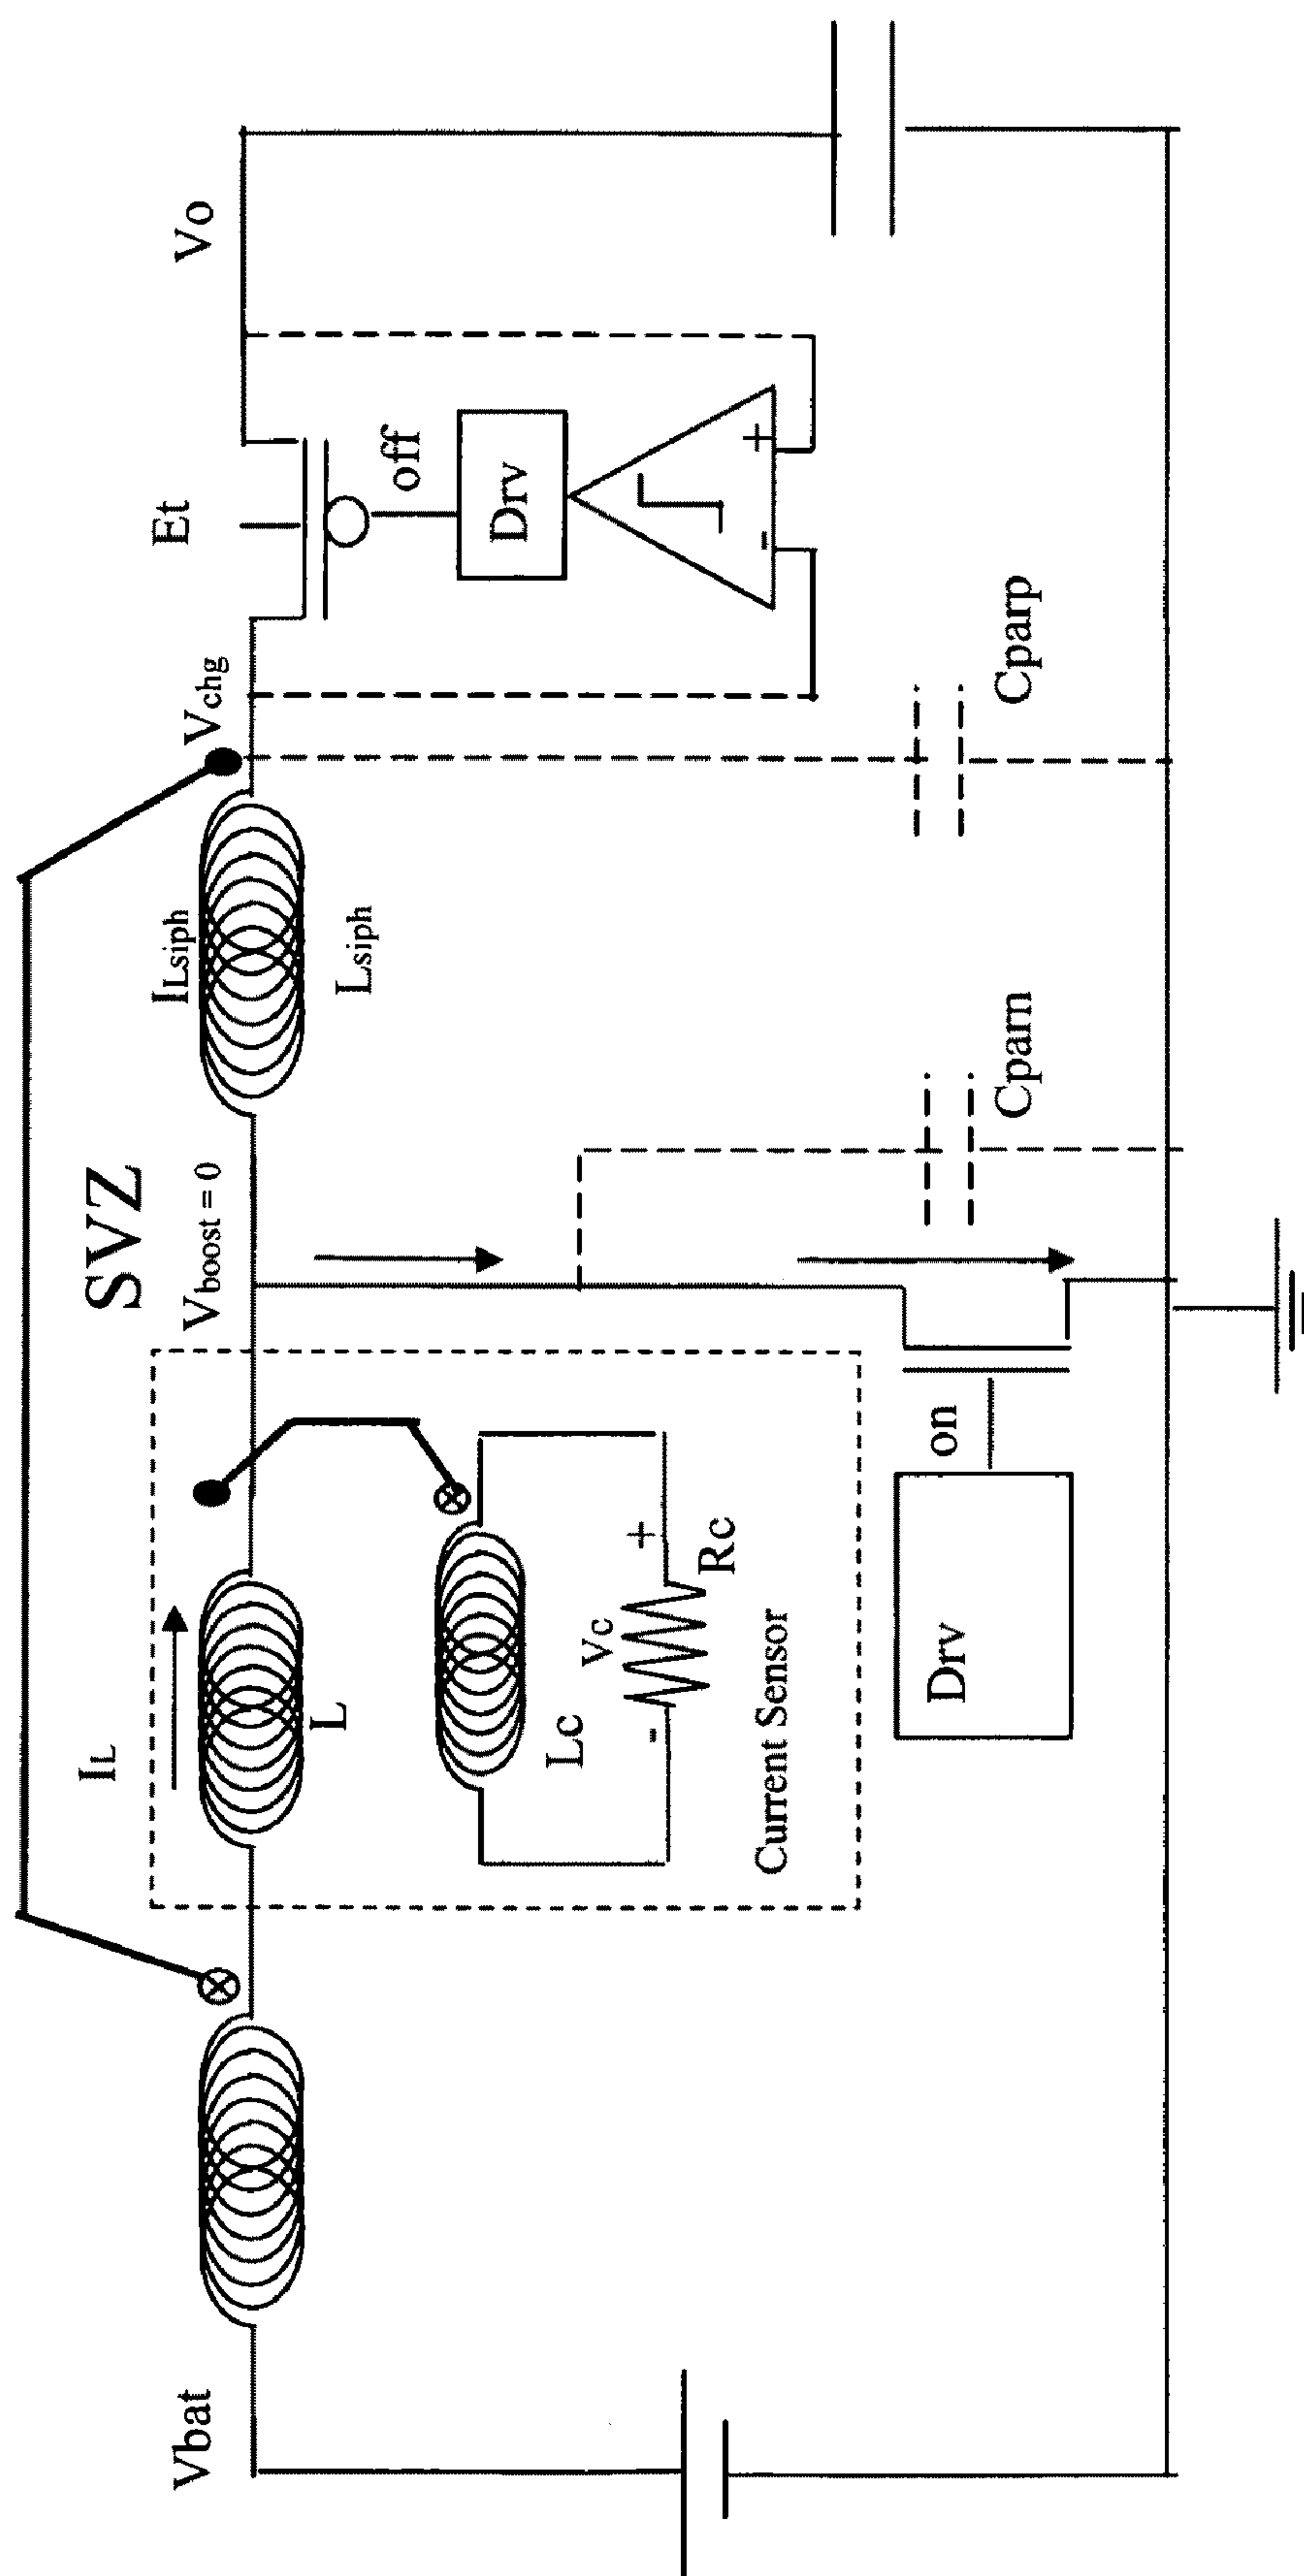 SVZ
IL
Vbat
Vboost = 0
ILsiph
Vchg
Et
Vo
L
Lsiph
off
Drv
Lc
Vc
+
-
Rc
Current Sensor
-
+
on
Drv
Cparn
Cparp